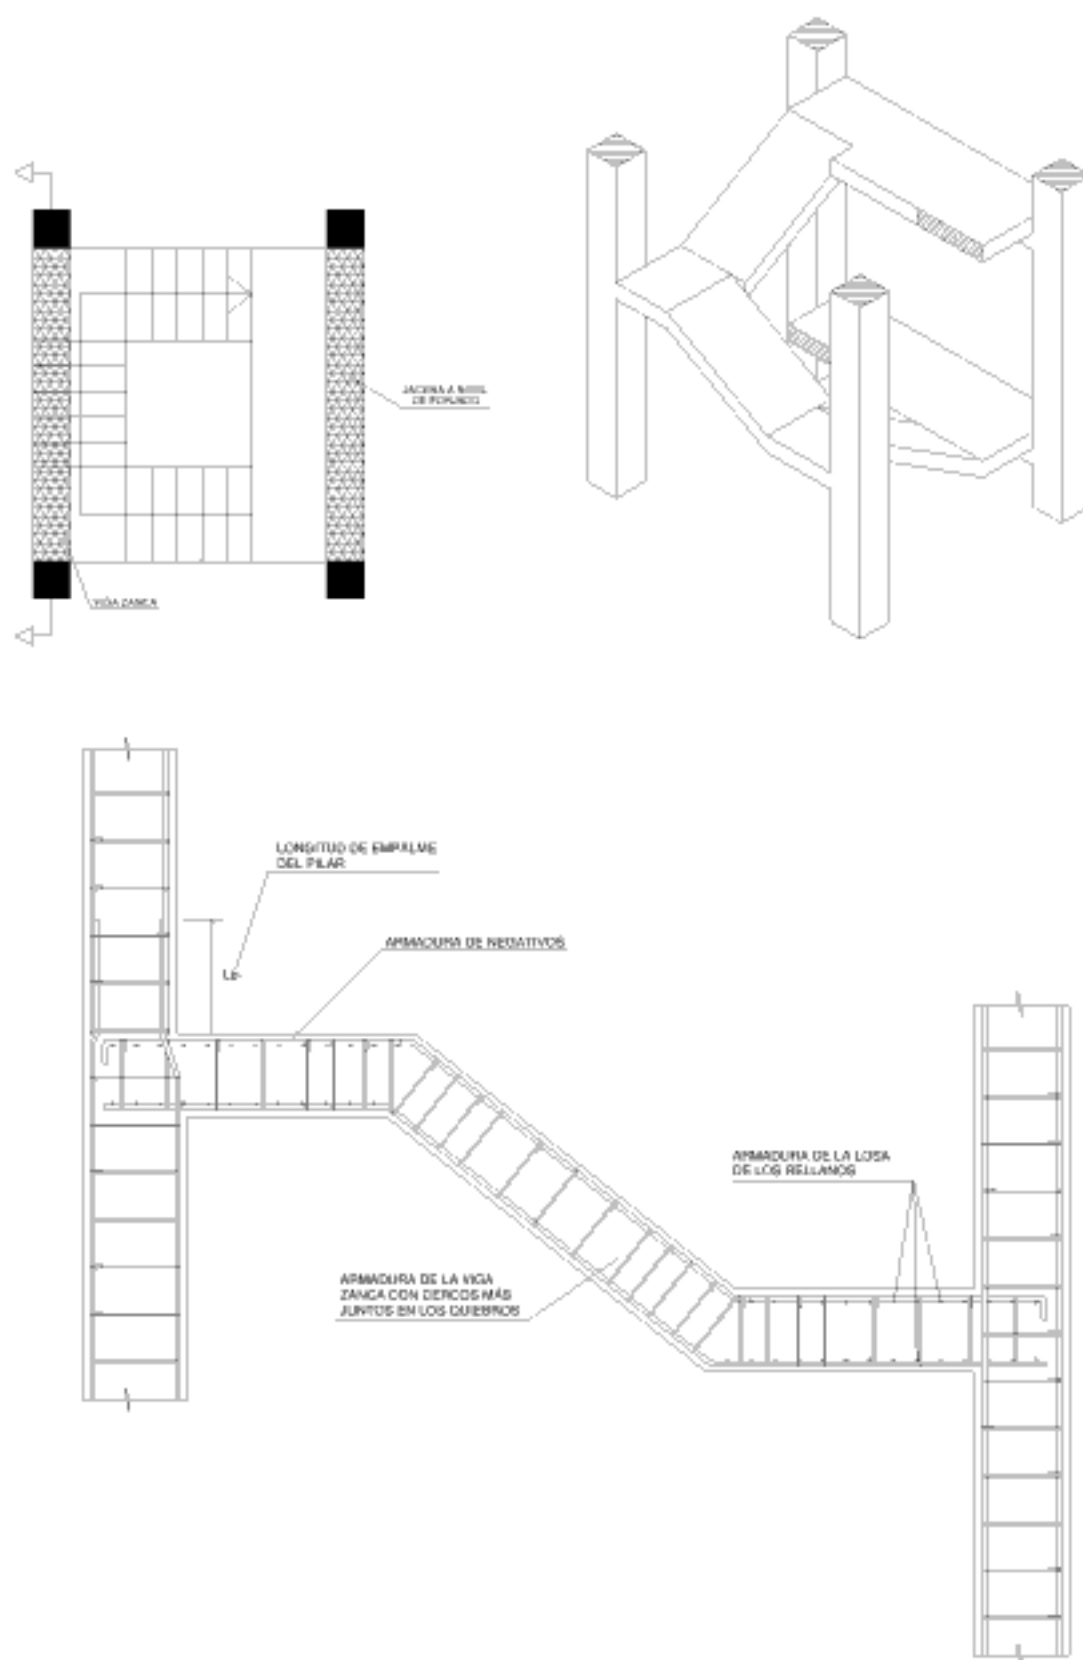 JACENA A NIVEL
DE FORJADO
VIGA ZANCA
LONGITUD DE EMPALME
DEL PILAR
ARMADURA DE NEGATIVOS
ARMADURA DE LA LOSA
DE LOS RELLANOS
ARMADURA DE LA VIGA
ZANCA CON CERCOS MÁS
JUNTOS EN LOS QUIEBROS